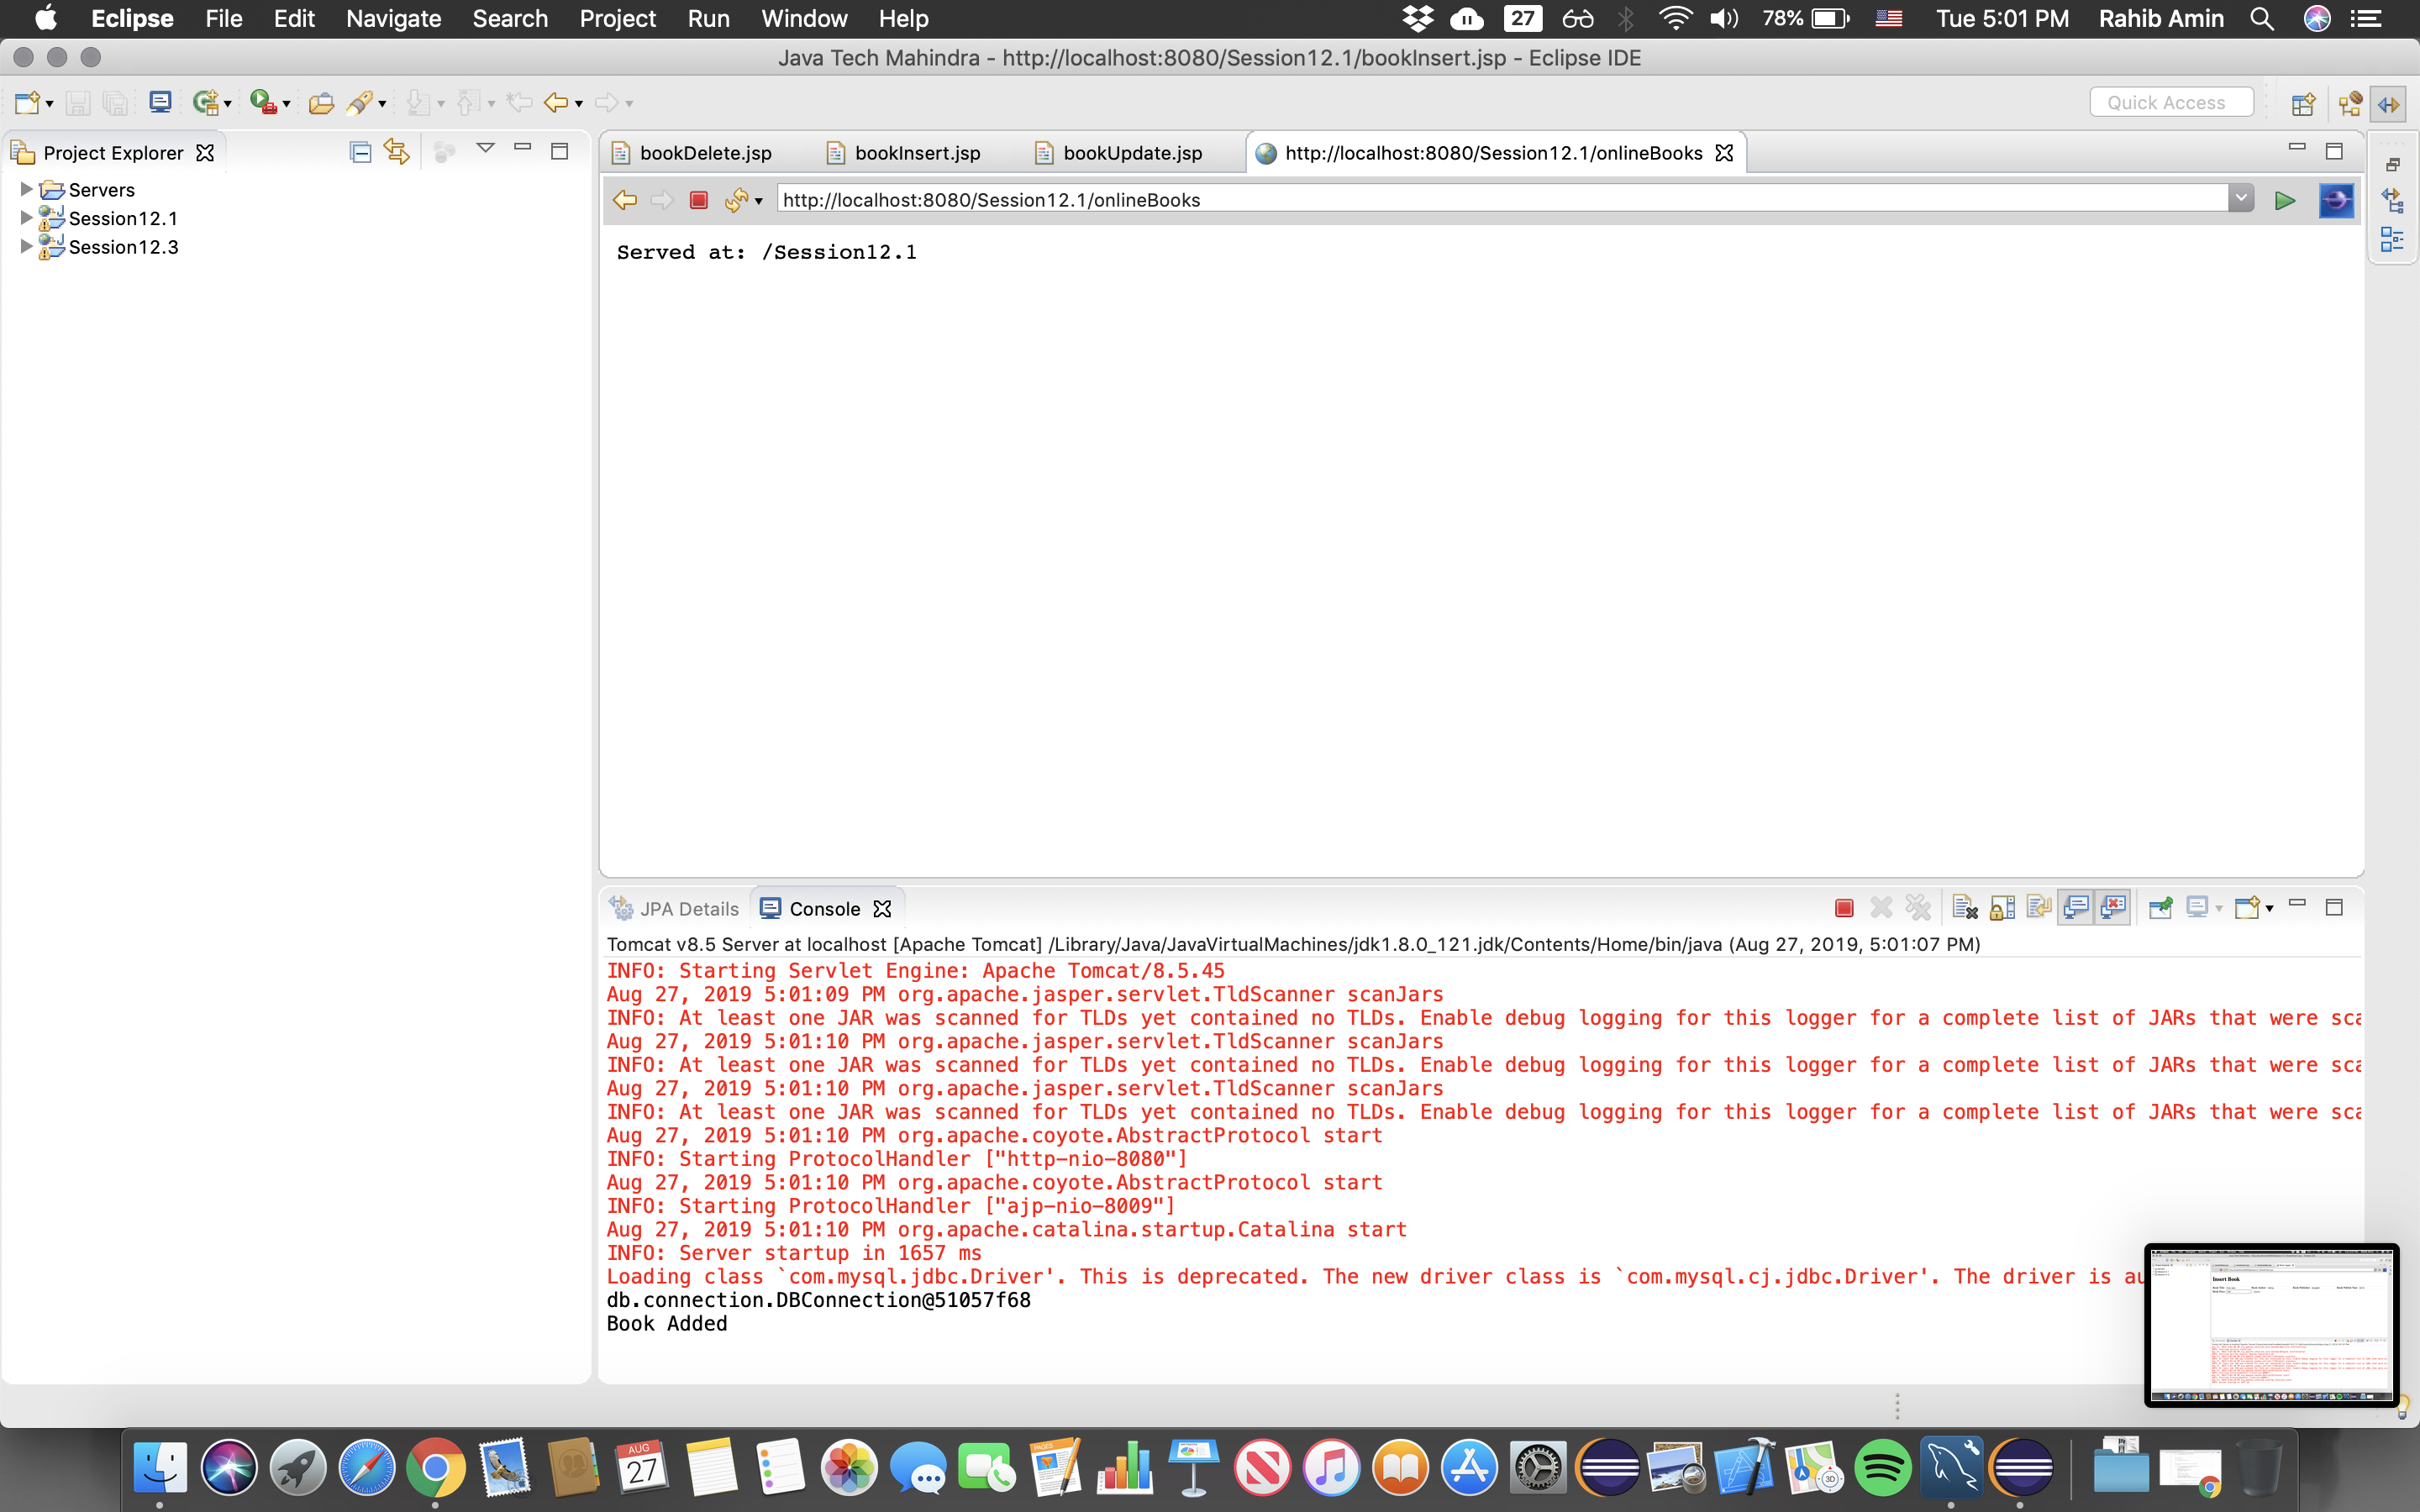 Eclipse File Edit Navigate Search Project Run Window Help 27 78% Tue 5:01 PM Rahib Amin
Java Tech Mahindra - http://localhost:8080/Session12.1/bookInsert.jsp - Eclipse IDE
Quick Access
Project Explorer
Servers
Session12.1
Session12.3
bookDelete.jsp bookInsert.jsp bookUpdate.jsp http://localhost:8080/Session12.1/onlineBooks
http://localhost:8080/Session12.1/onlineBooks
Served at: /Session12.1
JPA Details Console
Tomcat v8.5 Server at localhost [Apache Tomcat] /Library/Java/JavaVirtualMachines/jdk1.8.0_121.jdk/Contents/Home/bin/java (Aug 27, 2019, 5:01:07 PM)
INFO: Starting Servlet Engine: Apache Tomcat/8.5.45
Aug 27, 2019 5:01:09 PM org.apache.jasper.servlet.TldScanner scanJars
INFO: At least one JAR was scanned for TLDs yet contained no TLDs. Enable debug logging for this logger for a complete list of JARs that were sca
Aug 27, 2019 5:01:10 PM org.apache.jasper.servlet.TldScanner scanJars
INFO: At least one JAR was scanned for TLDs yet contained no TLDs. Enable debug logging for this logger for a complete list of JARs that were sca
Aug 27, 2019 5:01:10 PM org.apache.jasper.servlet.TldScanner scanJars
INFO: At least one JAR was scanned for TLDs yet contained no TLDs. Enable debug logging for this logger for a complete list of JARs that were sca
Aug 27, 2019 5:01:10 PM org.apache.coyote.AbstractProtocol start
INFO: Starting ProtocolHandler ["http-nio-8080"]
Aug 27, 2019 5:01:10 PM org.apache.coyote.AbstractProtocol start
INFO: Starting ProtocolHandler ["ajp-nio-8009"]
Aug 27, 2019 5:01:10 PM org.apache.catalina.startup.Catalina start
INFO: Server startup in 1657 ms
Loading class `com.mysql.jdbc.Driver'. This is deprecated. The new driver class is `com.mysql.cj.jdbc.Driver'. The driver is au
db.connection.DBConnection@51057f68
Book Added
Insert Book
AUG
27
PAGES
3D